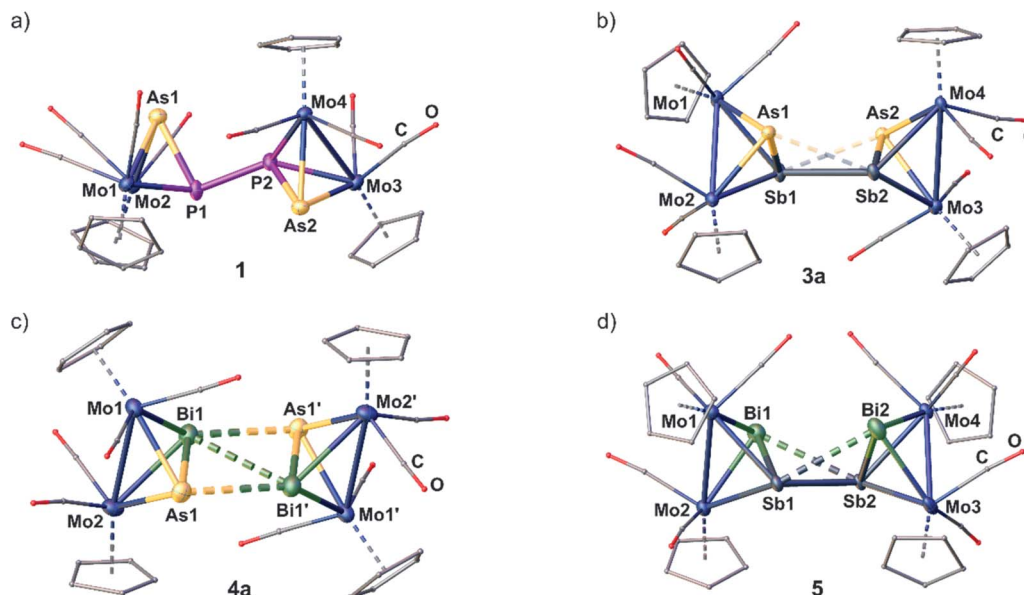 a)
As1
Mo4
O
C
P2
Mo1
Mo2
P1
Mo3
As2
1
b)
Mo1
As1
As2
Mo4
C
Mo2
Sb1
Sb2
Mo3
3a
c)
Mo1
Bi1
As1'
Mo2'
C
O
Mo2
As1
Bi1'
Mo1'
4a
d)
Mo1
Bi1
Bi2
Mo4
O
C
Mo2
Sb1
Sb2
Mo3
5